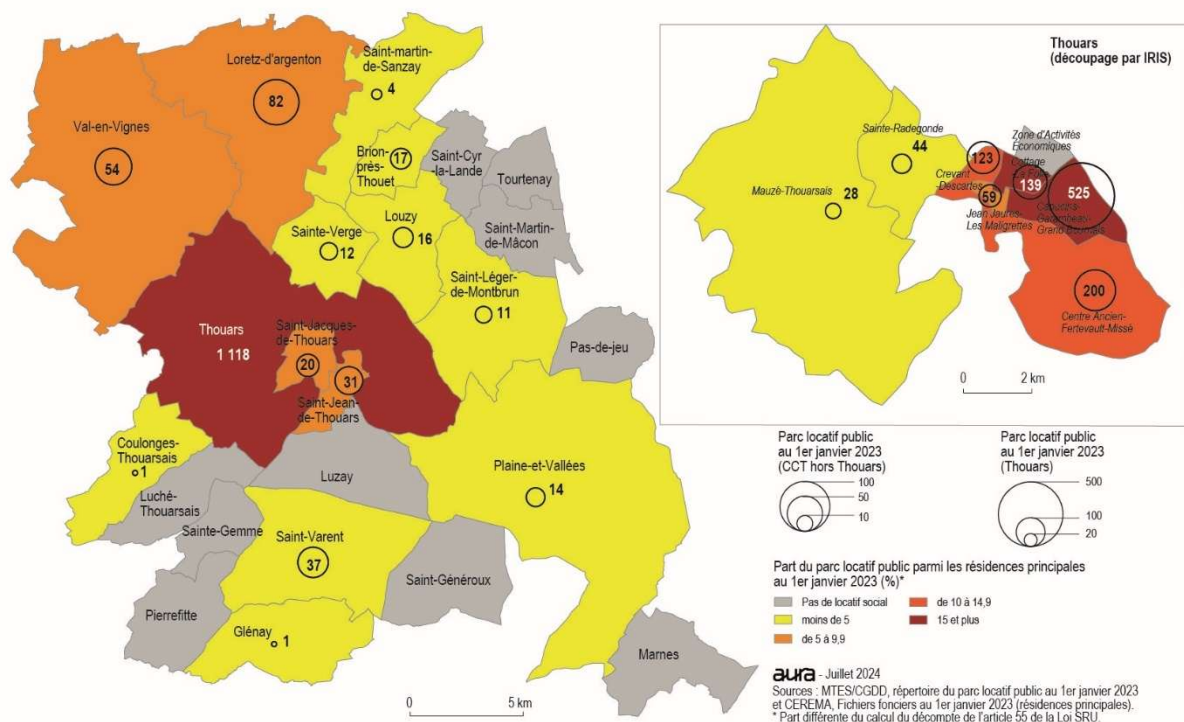 Saint-martin-
de-Sanzay
4
Loretz-d'argenton
82
Val-en-Vignes
54
Brion-
près-
Thouet
17
Saint-Cyr
-la-Lande
Tourtenay
Saint-Martin-
de-Mâcon
Louzy
16
Sainte-Verge
12
Saint-Léger-
de-Montbrun
11
Thouars
1 118
Saint-Jacques-
de-Thouars
20
31
Saint-Jean-
de-Thouars
Pas-de-jeu
Coulonges-
Thouarsais
1
Luché-
Thouarsais
Luzay
Plaine-et-Vallées
14
Sainte-Gemme
Saint-Varent
37
Saint-Généroux
Pierrefitte
Glénay
1
Marnes
0 5 km
Thouars
(découpage par IRIS)
Sainte-Radegonde
44
Mauzé-Thouarsais
28
Zone d'Activités
Économiques
123
Crevant
-Descartes
Cottage
La Folie
139
525
59
Jean Jaurès-
Les Maligrettes
Capucins-
Garambeau-
Grand Bournais
200
Centre Ancien-
Fertevault-Missé
0 2 km
Parc locatif public
au 1er janvier 2023
(CCT hors Thouars)
100
50
10
Parc locatif public
au 1er janvier 2023
(Thouars)
500
100
20
Part du parc locatif public parmi les résidences principales
au 1er janvier 2023 (%)*
Pas de locatif social
moins de 5
de 5 à 9,9
de 10 à 14,9
15 et plus
aura - Juillet 2024
Sources : MTES/CGDD, répertoire du parc locatif public au 1er janvier 2023
et CEREMA, Fichiers fonciers au 1er janvier 2023 (résidences principales).
* Part différente du calcul du décompte de l'article 55 de la Loi SRU